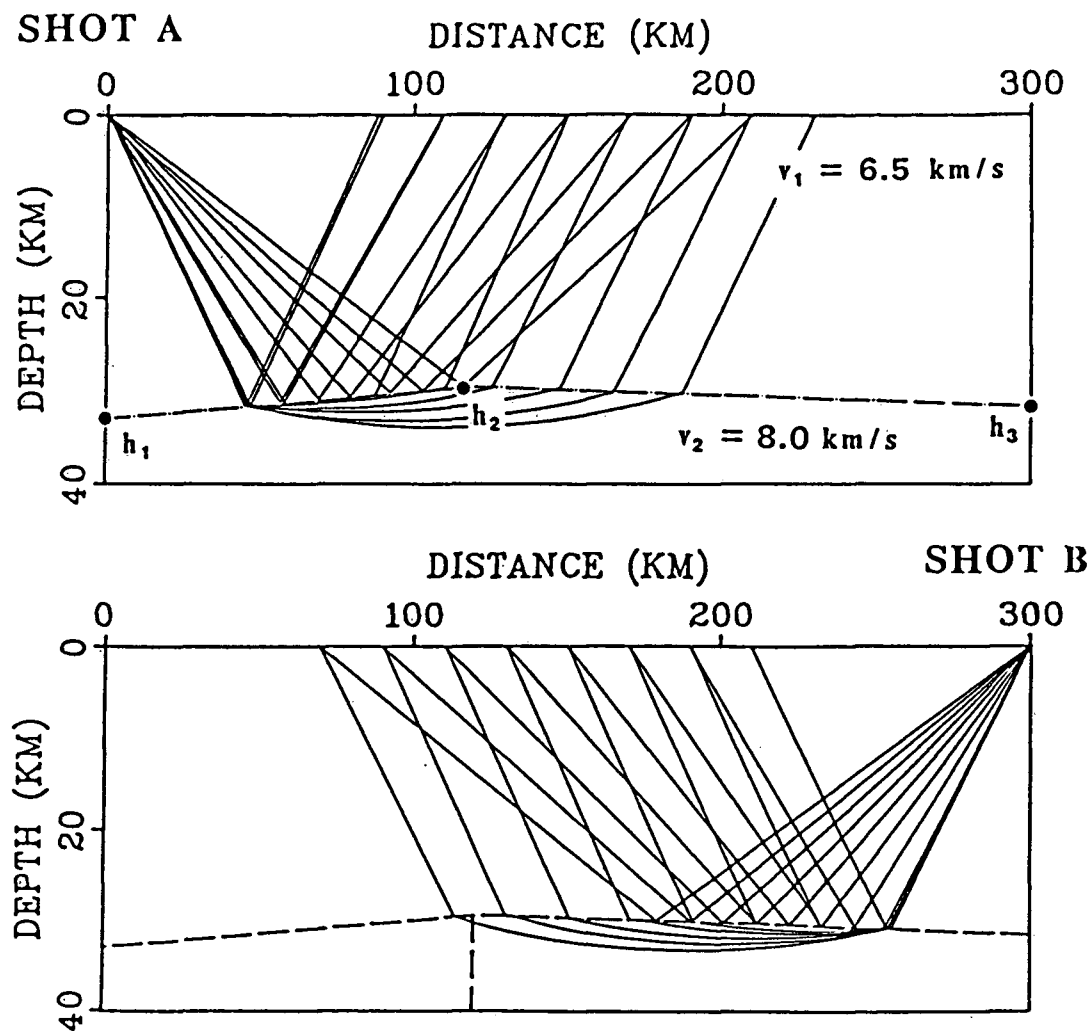 SHOT A
DISTANCE (KM)
0 100 200 300
DEPTH (KM)
0
20
40
v₁ = 6.5 km/s
h₁
h₂
h₃
v₂ = 8.0 km/s
DISTANCE (KM)
SHOT B
0 100 200 300
DEPTH (KM)
0
20
40